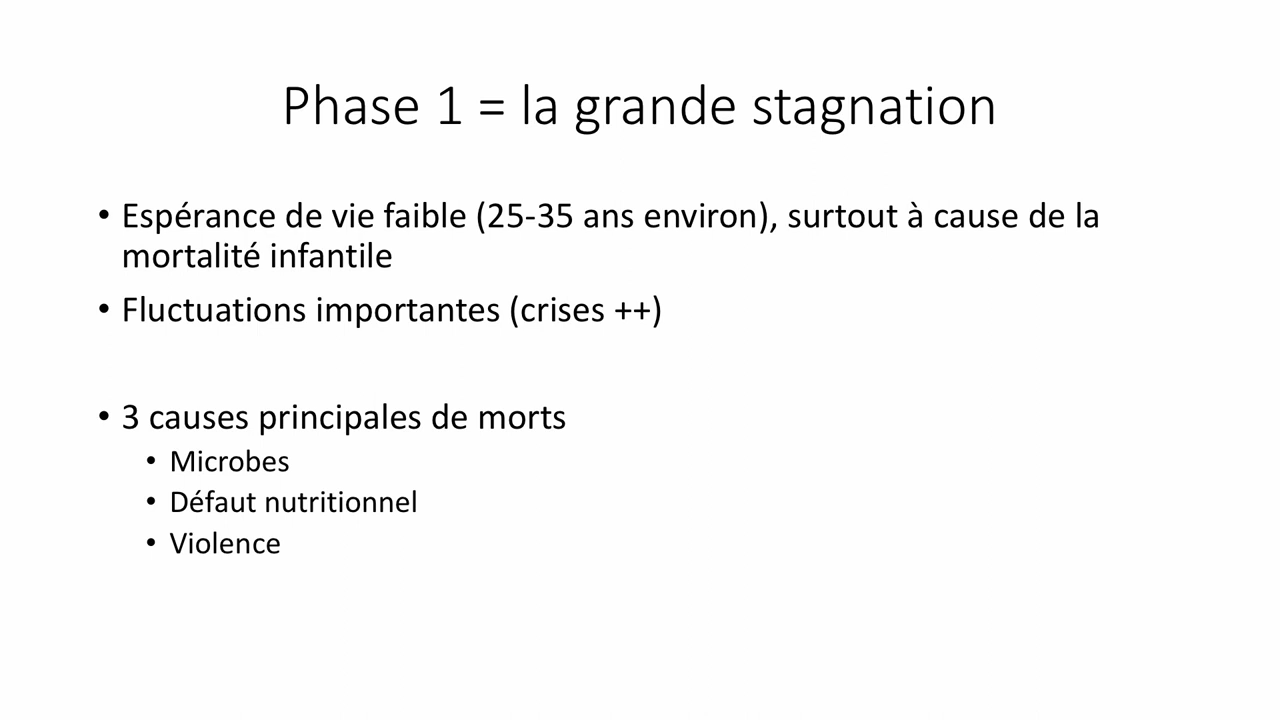 Phase 1 = la grande stagnation
• Espérance de vie faible (25-35 ans environ), surtout à cause de la
mortalité infantile
• Fluctuations importantes (crises ++)
• 3 causes principales de morts
• Microbes
• Défaut nutritionnel
• Violence